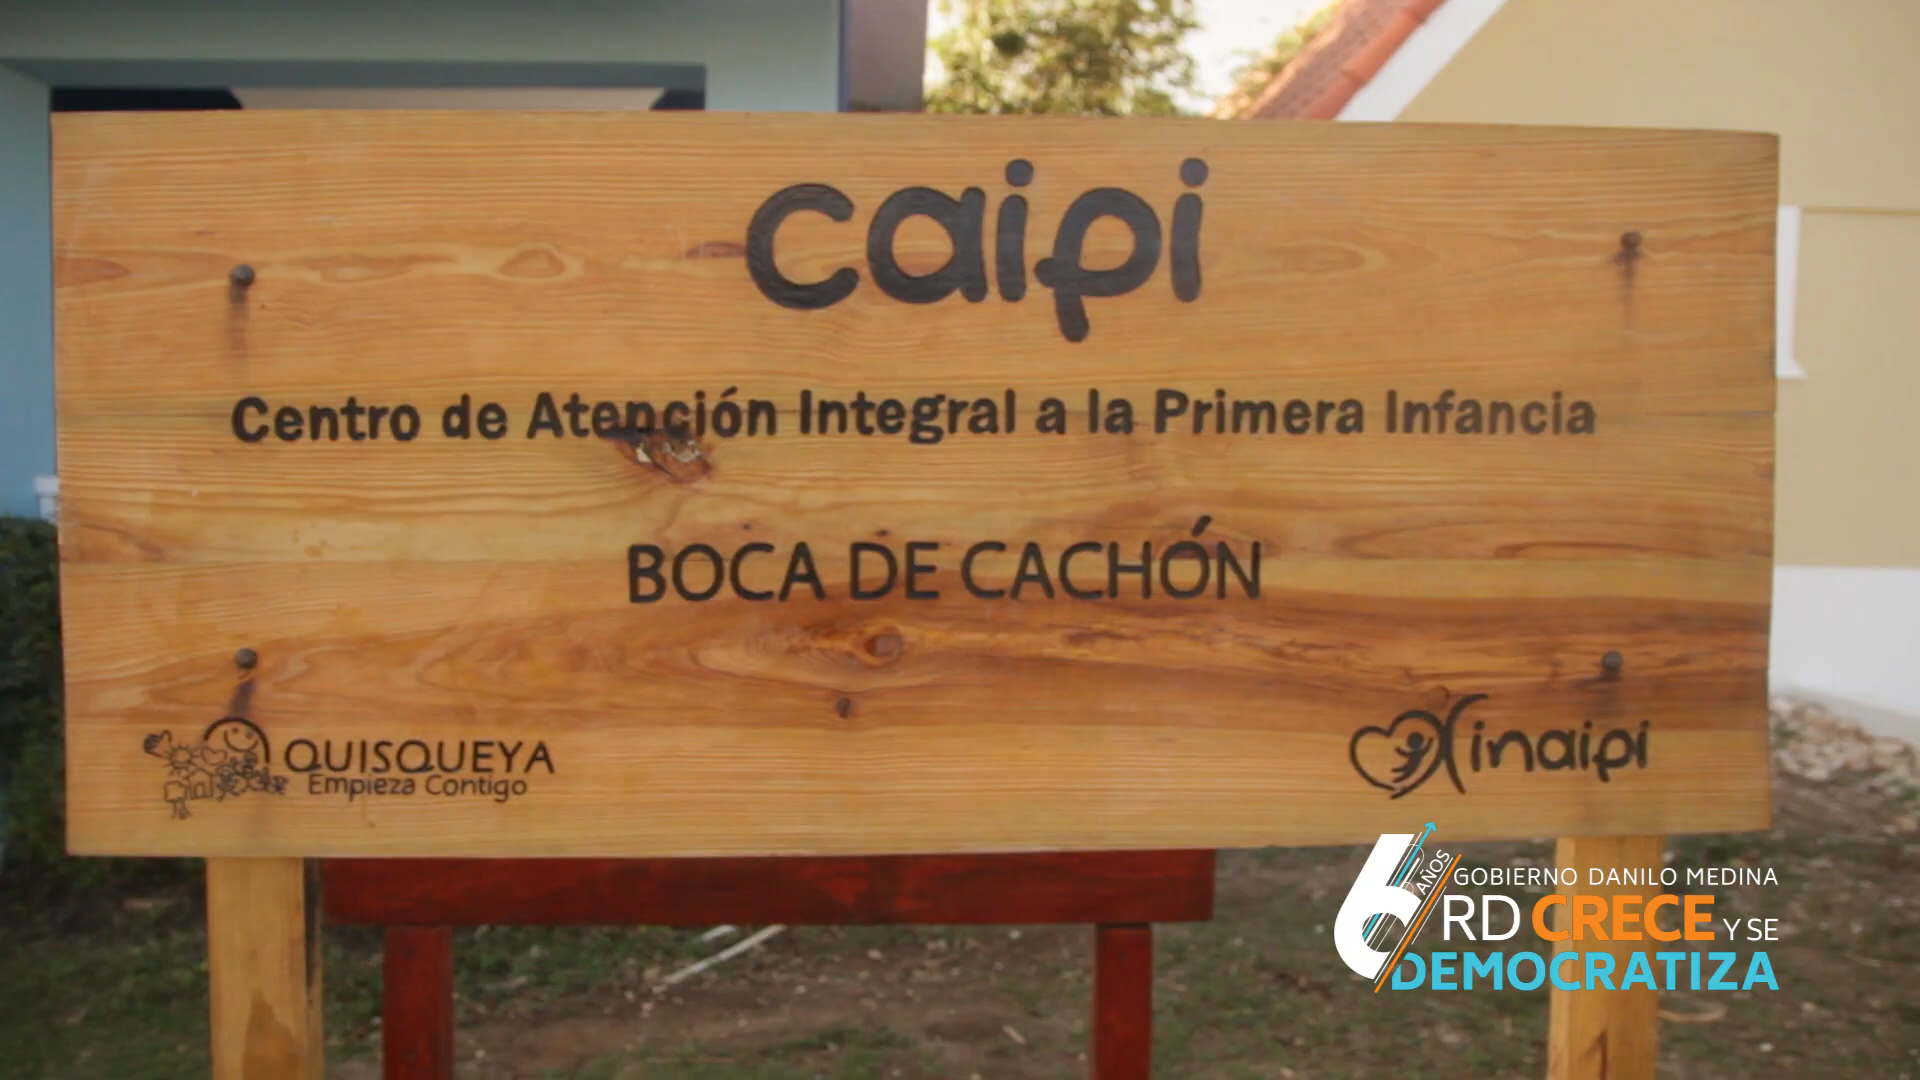 caipi
Centro de Atención Integral a la Primera Infancia
BOCA DE CACHÓN
QUISQUEYA
Empieza Contigo
inaipi
6 AÑOS
GOBIERNO DANILO MEDINA
RD CRECE Y SE
DEMOCRATIZA